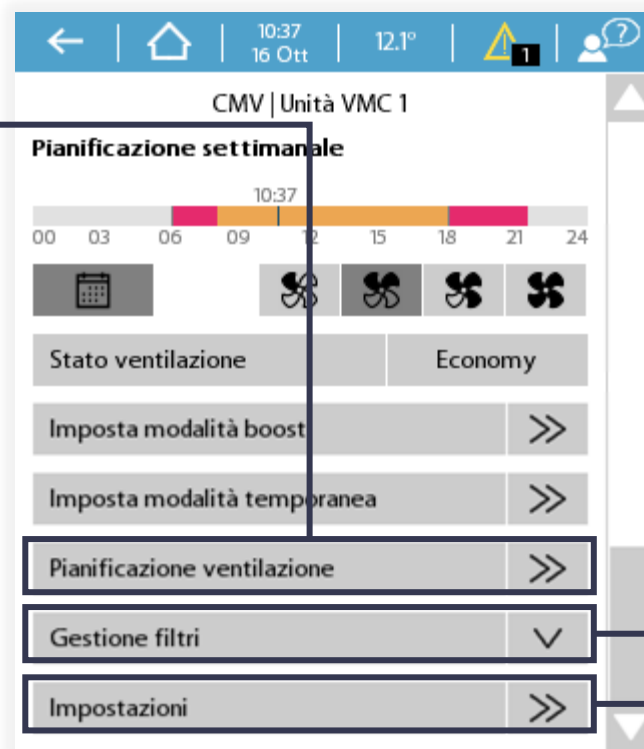 10:37
16 Ott
12.1°
1
?
CMV | Unità VMC 1
Pianificazione settimanale
10:37
00 03 06 09 12 15 18 21 24
Stato ventilazione Economy
Imposta modalità boost
Imposta modalità temporanea
Pianificazione ventilazione
Gestione filtri
Impostazioni